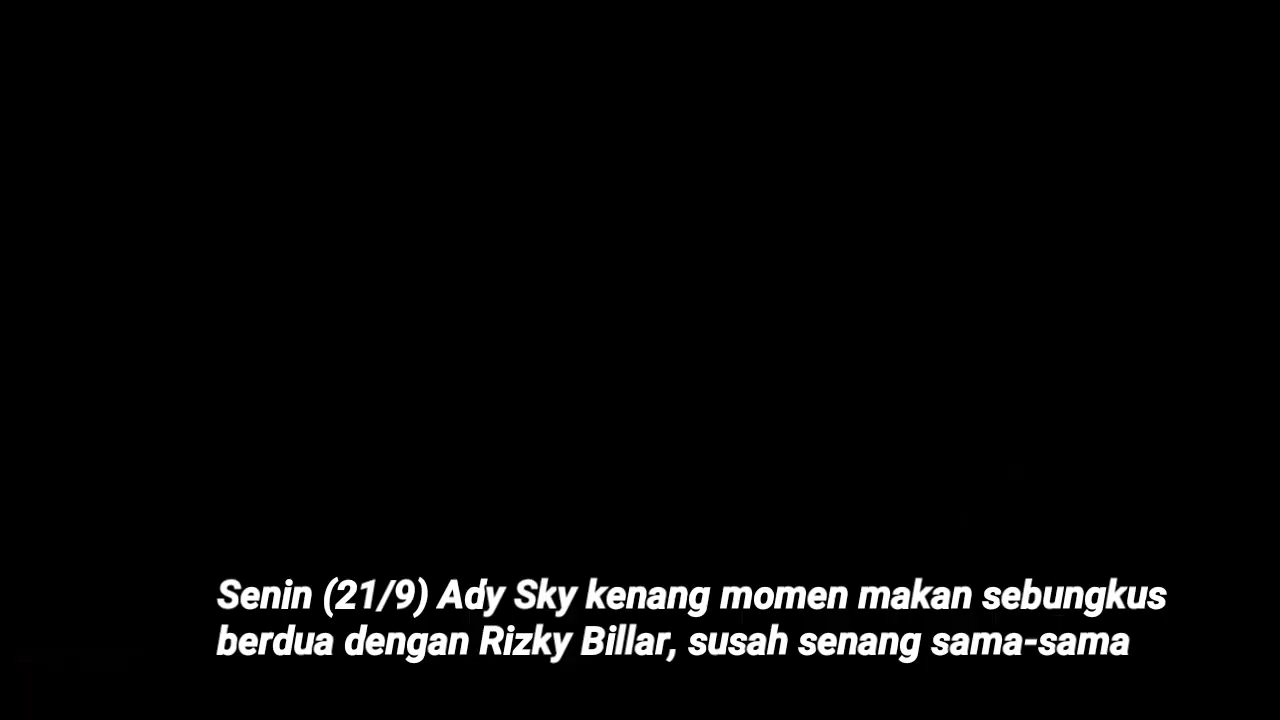 Senin (21/9) Ady Sky kenang momen makan sebungkus
berdua dengan Rizky Billar, susah senang sama-sama